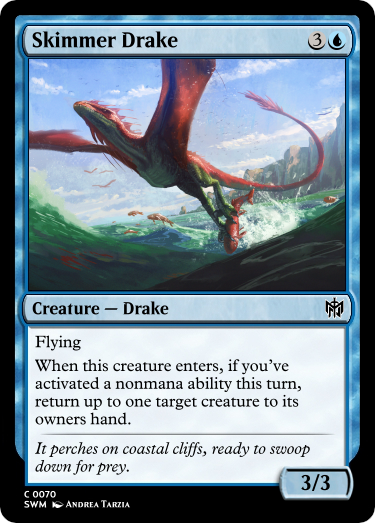 Skimmer Drake 3
Creature — Drake
Flying
When this creature enters, if you've
activated a nonmana ability this turn,
return up to one target creature to its
owners hand.
It perches on coastal cliffs, ready to swoop
down for prey.
3/3
C 0070
SWM Andrea Tarzia